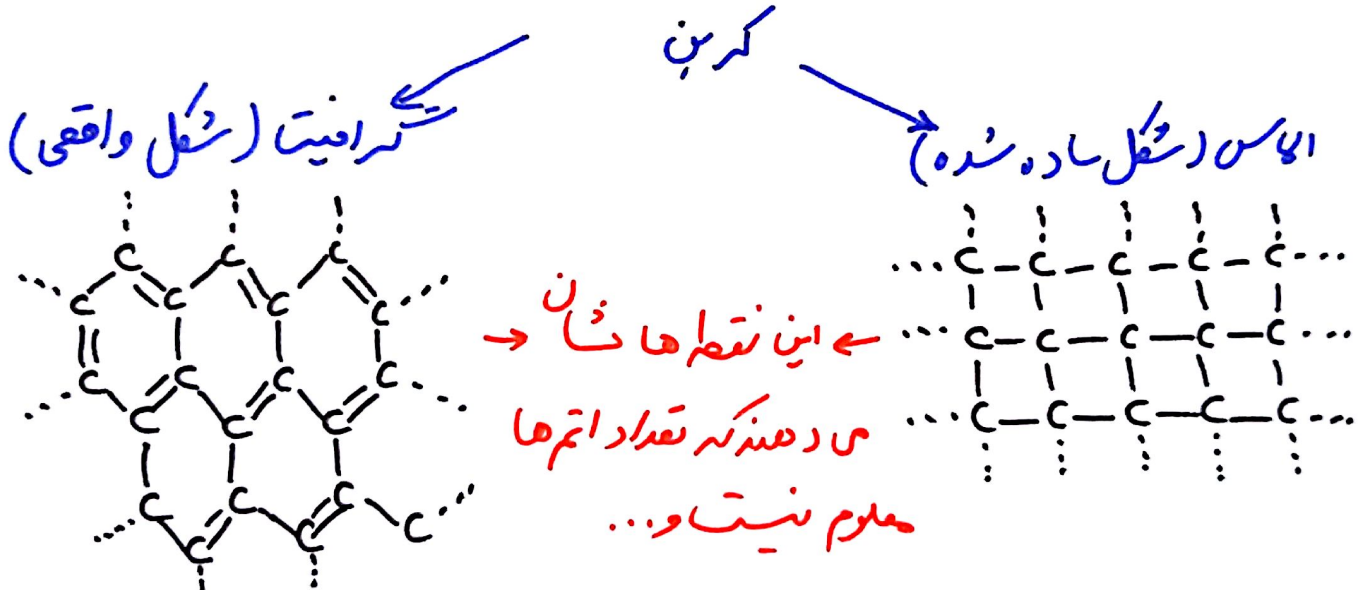 کربن
الماس (شکل ساده شده)
گرافیت (شکل واقعی)
این نقطه ها نشان
می دهند که تعداد اتم ها
معلوم نیست و...
C C C
C C C C
C C C C
C C C
C C C C
C C
... C - C - C - C - C ...
... C - C - C - C - C ...
... C - C - C - C - C ...